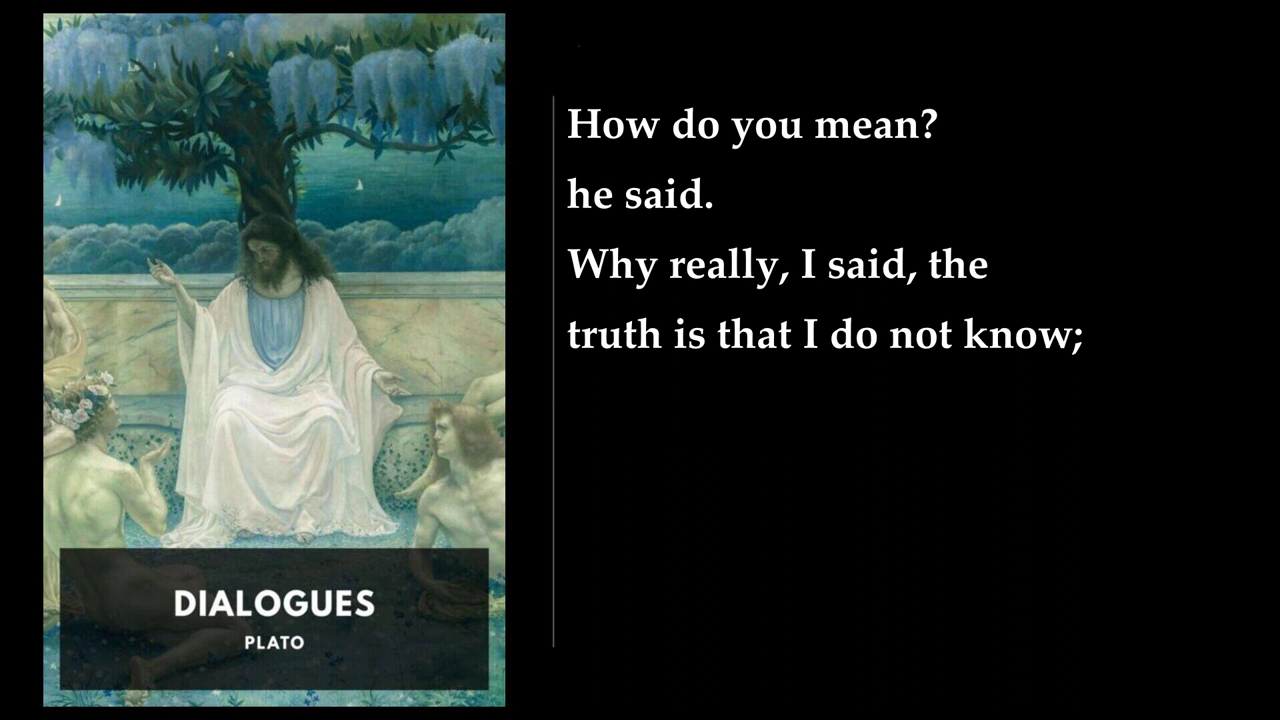 DIALOGUES
PLATO
How do you mean?
he said.
Why really, I said, the
truth is that I do not know;